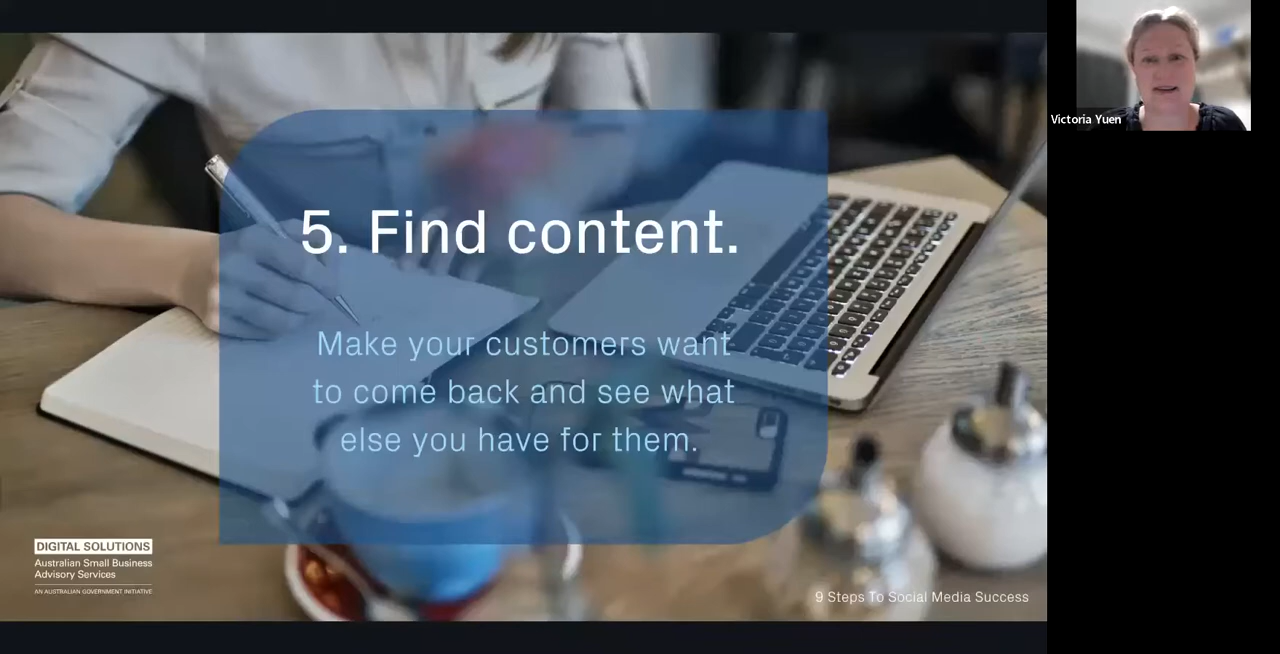 5. Find content.
Make your customers want
to come back and see what
else you have for them.
DIGITAL SOLUTIONS
Australian Small Business
Advisory Services
AN AUSTRALIAN GOVERNMENT INITIATIVE
9 Steps To Social Media Success
Victoria Yuen